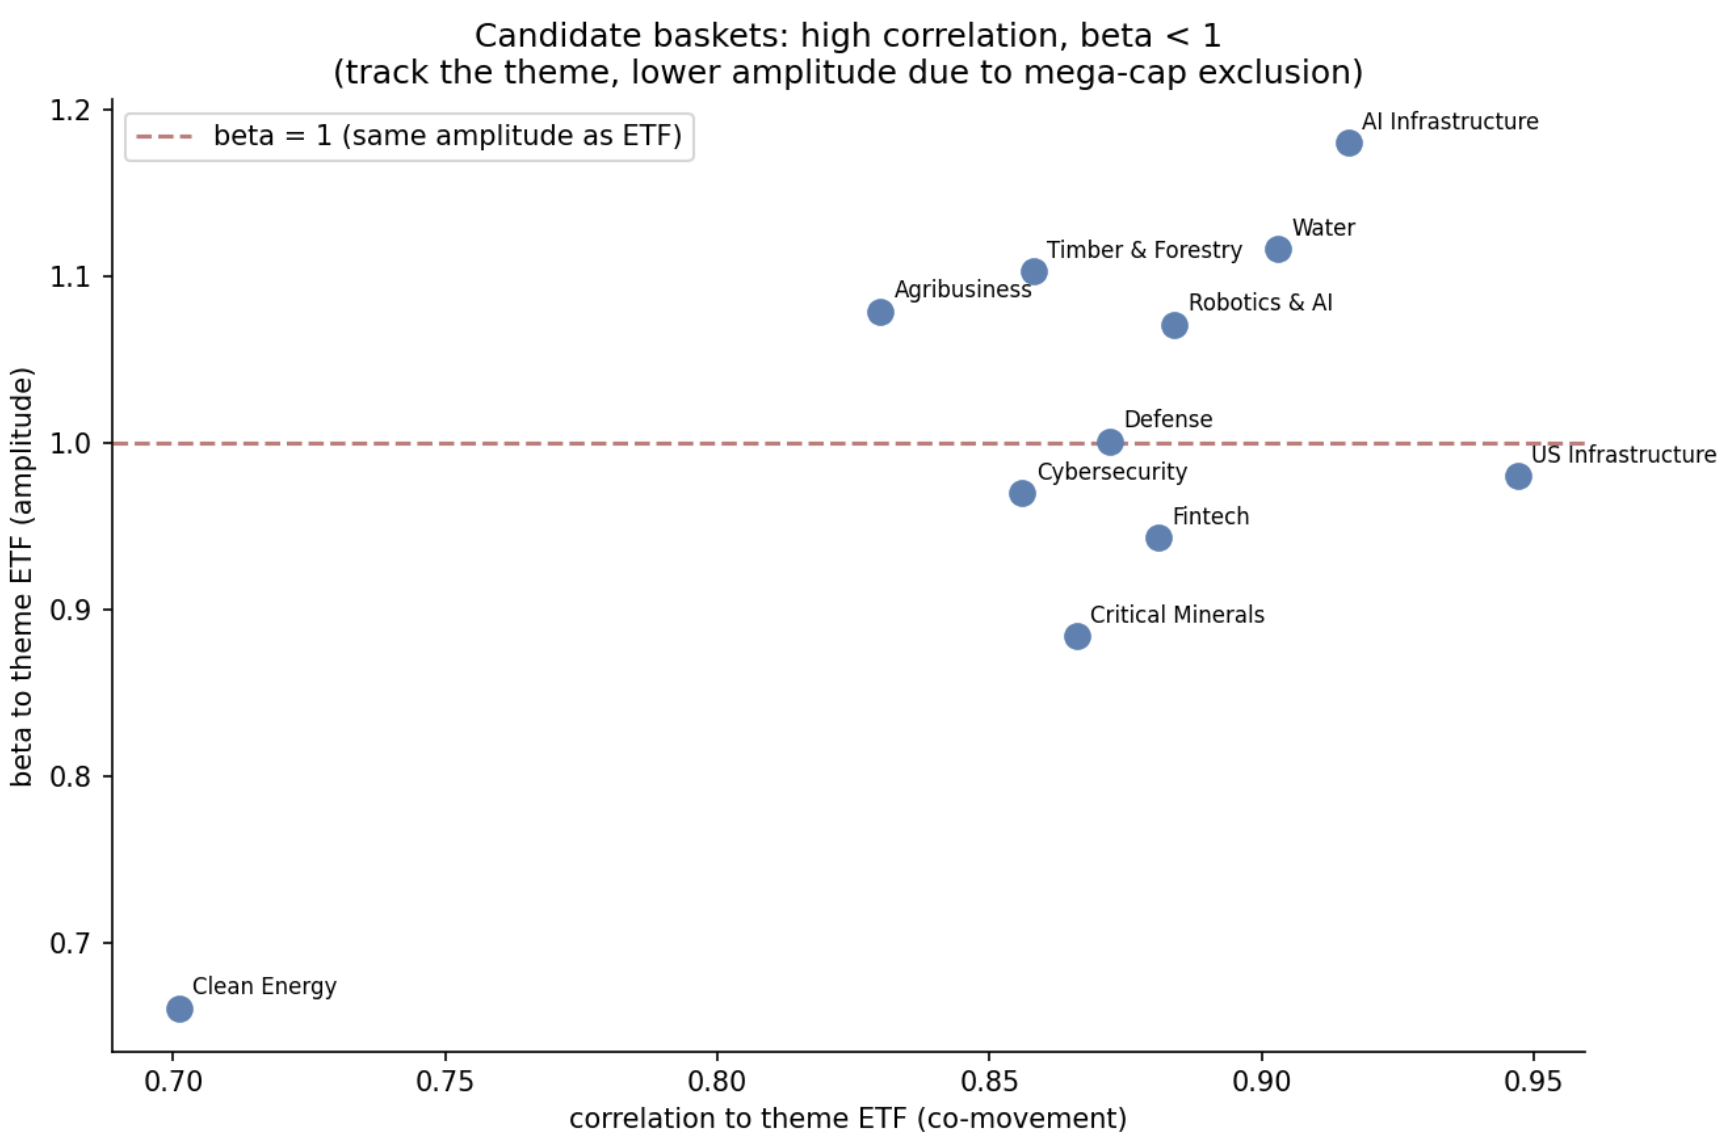 Candidate baskets: high correlation, beta < 1
(track the theme, lower amplitude due to mega-cap exclusion)
beta = 1 (same amplitude as ETF)
beta to theme ETF (amplitude)
1.2
1.1
1.0
0.9
0.8
0.7
AI Infrastructure
Water
Timber & Forestry
Agribusiness
Robotics & AI
Defense
US Infrastructure
Cybersecurity
Fintech
Critical Minerals
Clean Energy
0.70
0.75
0.80
0.85
0.90
0.95
correlation to theme ETF (co-movement)